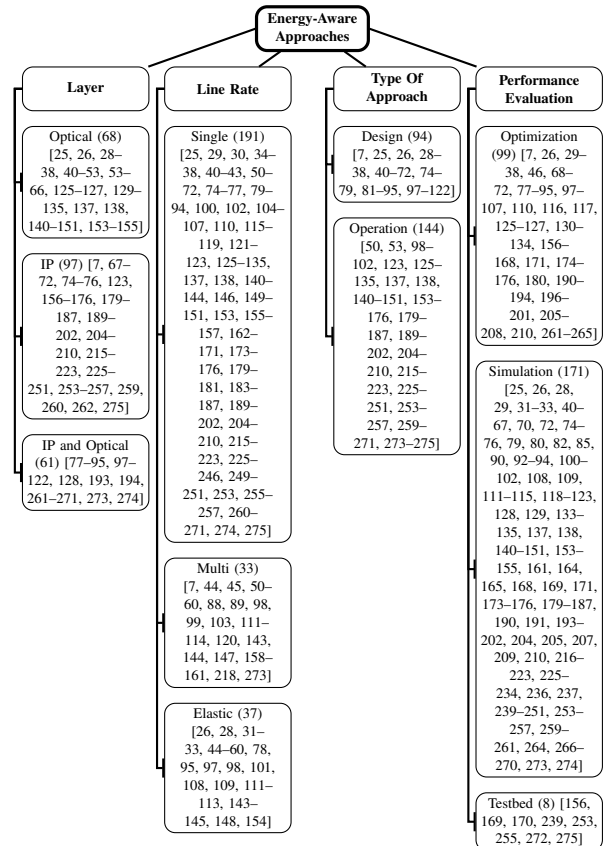 Energy-Aware
Approaches
Layer
Optical (68)
[25, 26, 28–
38, 40–53, 53–
66, 125–127, 129–
135, 137, 138,
140–151, 153–155]
IP (97) [7, 67–
72, 74–76, 123,
156–176, 179–
187, 189–
202, 204–
210, 215–
223, 225–
251, 253–257, 259,
260, 262, 275]
IP and Optical
(61) [77–95, 97–
122, 128, 193, 194,
261–271, 273, 274]
Line Rate
Single (191)
[25, 29, 30, 34–
38, 40–43, 50–
72, 74–77, 79–
94, 100, 102, 104–
107, 110, 115–
119, 121–
123, 125–135,
137, 138, 140–
144, 146, 149–
151, 153, 155–
157, 162–
171, 173–
176, 179–
181, 183–
187, 189–
202, 204–
210, 215–
223, 225–
246, 249–
251, 253, 255–
257, 260–
271, 274, 275]
Multi (33)
[7, 44, 45, 50–
60, 88, 89, 98,
99, 103, 111–
114, 120, 143,
144, 147, 158–
161, 218, 273]
Elastic (37)
[26, 28, 31–
33, 44–60, 78,
95, 97, 98, 101,
108, 109, 111–
113, 143–
145, 148, 154]
Type Of
Approach
Design (94)
[7, 25, 26, 28–
38, 40–72, 74–
79, 81–95, 97–122]
Operation (144)
[50, 53, 98–
102, 123, 125–
135, 137, 138,
140–151, 153–
176, 179–
187, 189–
202, 204–
210, 215–
223, 225–
251, 253–
257, 259–
271, 273–275]
Performance
Evaluation
Optimization
(99) [7, 26, 29–
38, 46, 68–
72, 77–95, 97–
107, 110, 116, 117,
125–127, 130–
134, 156–
168, 171, 174–
176, 180, 190–
194, 196–
201, 205–
208, 210, 261–265]
Simulation (171)
[25, 26, 28,
29, 31–33, 40–
67, 70, 72, 74–
76, 79, 80, 82, 85,
90, 92–94, 100–
102, 108, 109,
111–115, 118–123,
128, 129, 133–
135, 137, 138,
140–151, 153–
155, 161, 164,
165, 168, 169, 171,
173–176, 179–187,
190, 191, 193–
202, 204, 205, 207,
209, 210, 216–
223, 225–
234, 236, 237,
239–251, 253–
257, 259–
261, 264, 266–
270, 273, 274]
Testbed (8) [156,
169, 170, 239, 253,
255, 272, 275]